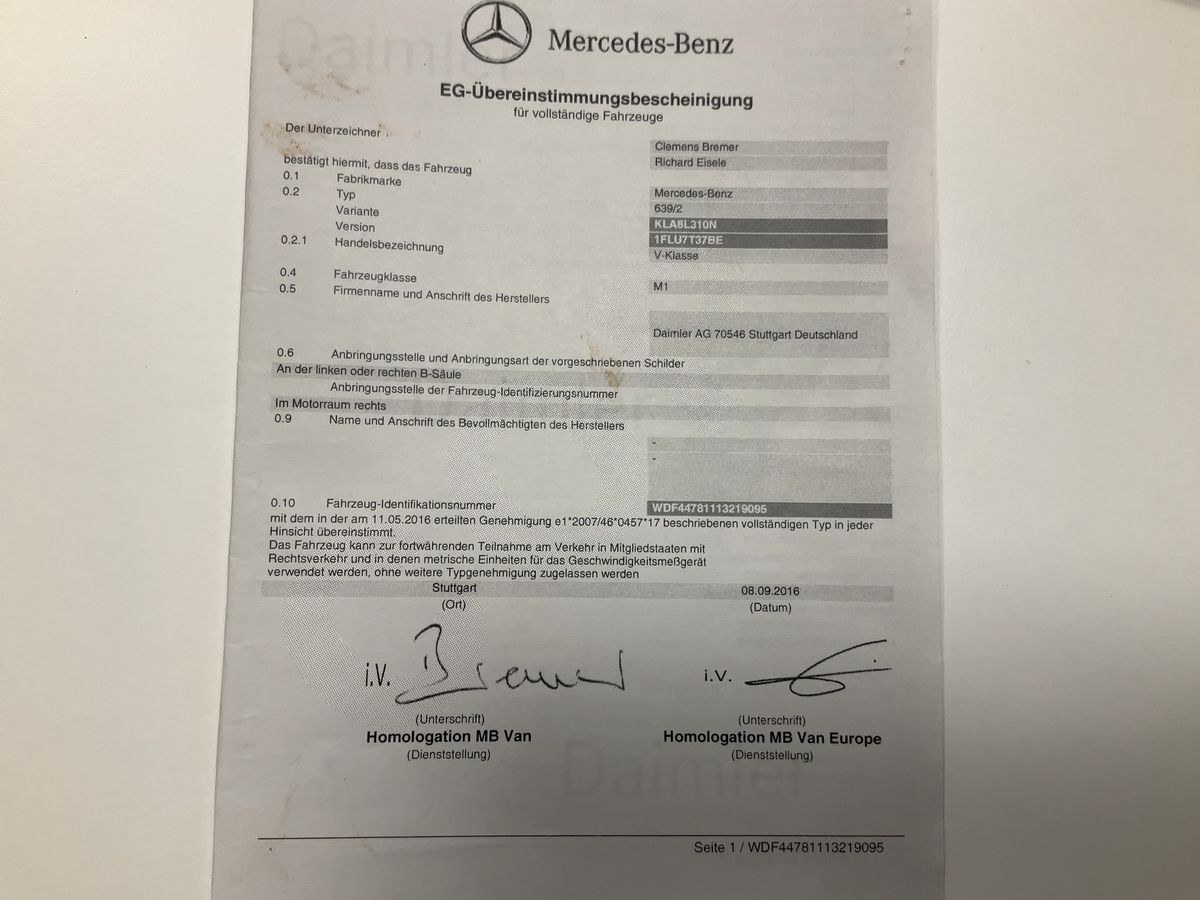 Daimler
Mercedes-Benz
EG-Übereinstimmungsbescheinigung
für vollständige Fahrzeuge
Der Unterzeichner
Clemens Bremer
Richard Eisele
bestätigt hiermit, dass das Fahrzeug
0.1 Fabrikmarke Mercedes-Benz
0.2 Typ 639/2
Variante KLA8L310N
Version 1FLU7T37BE
0.2.1 Handelsbezeichnung V-Klasse
0.4 Fahrzeugklasse M1
0.5 Firmenname und Anschrift des Herstellers
Daimler AG 70546 Stuttgart Deutschland
0.6 Anbringungsstelle und Anbringungsart der vorgeschriebenen Schilder
An der linken oder rechten B-Säule
Anbringungsstelle der Fahrzeug-Identifizierungsnummer
Im Motorraum rechts
0.9 Name und Anschrift des Bevollmächtigten des Herstellers
-
-
0.10 Fahrzeug-Identifikationsnummer WDF44781113219095
mit dem in der am 11.05.2016 erteilten Genehmigung e1*2007/46*0457*17 beschriebenen vollständigen Typ in jeder
Hinsicht übereinstimmt.
Das Fahrzeug kann zur fortwährenden Teilnahme am Verkehr in Mitgliedstaaten mit
Rechtsverkehr und in denen metrische Einheiten für das Geschwindigkeitsmeßgerät
verwendet werden, ohne weitere Typgenehmigung zugelassen werden
Stuttgart 08.09.2016
(Ort) (Datum)
i.V. Bremer i.V.
(Unterschrift) (Unterschrift)
Homologation MB Van Homologation MB Van Europe
(Dienststellung) (Dienststellung)
Daimler
Seite 1 / WDF44781113219095